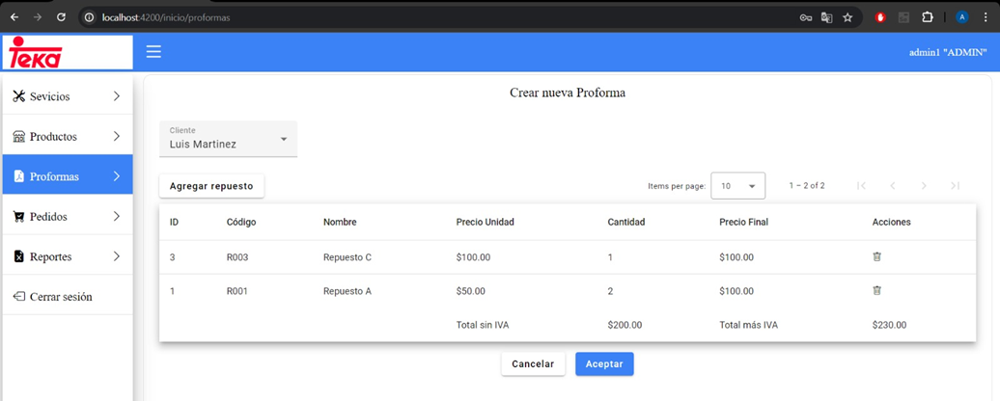 localhost:4200/inicio/proformas
A
TEKA
admin1 "ADMIN"
Sevicios
Productos
Proformas
Pedidos
Reportes
Cerrar sesión
Crear nueva Proforma
Cliente
Luis Martinez
Agregar repuesto
Items per page: 10 1 – 2 of 2
ID Código Nombre Precio Unidad Cantidad Precio Final Acciones
3 R003 Repuesto C $100.00 1 $100.00
1 R001 Repuesto A $50.00 2 $100.00
Total sin IVA $200.00 Total más IVA $230.00
Cancelar Aceptar